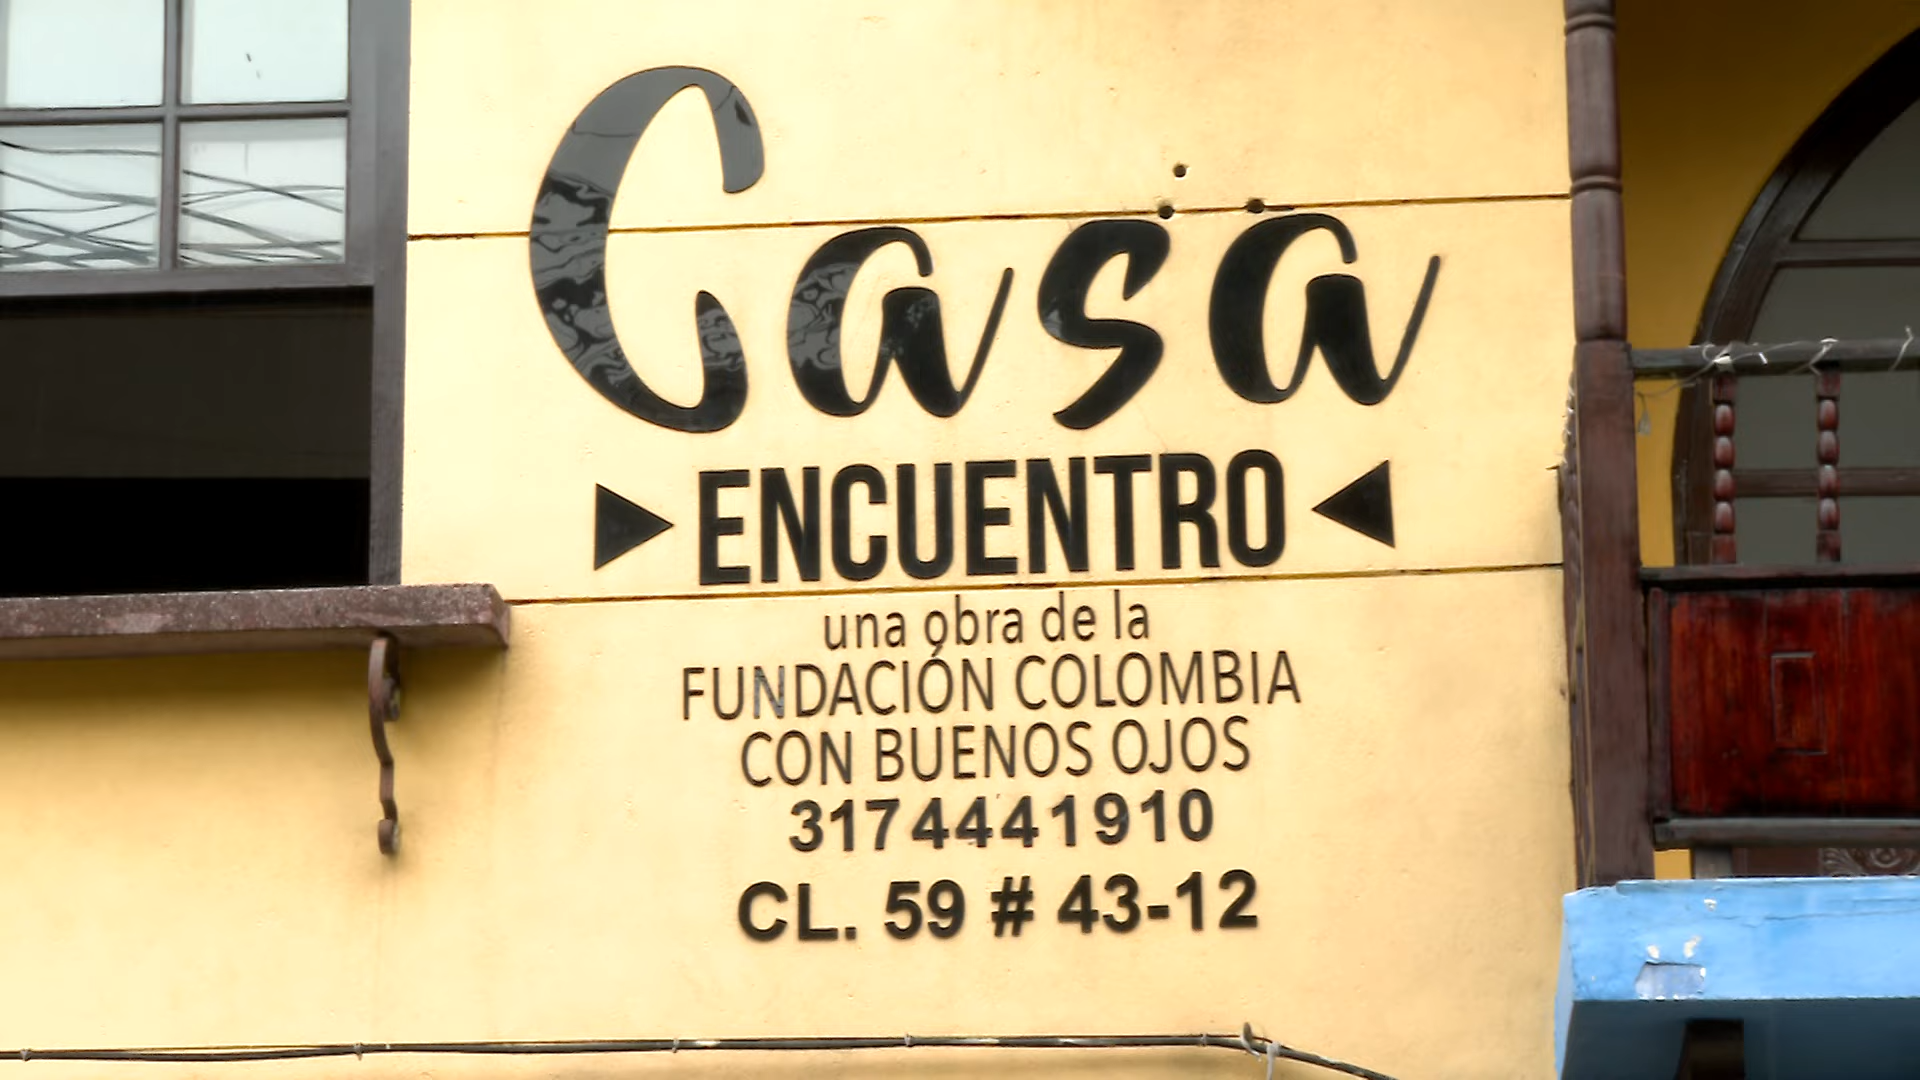 Casa
ENCUENTRO
una obra de la
FUNDACIÓN COLOMBIA
CON BUENOS OJOS
3174441910
CL. 59 # 43-12